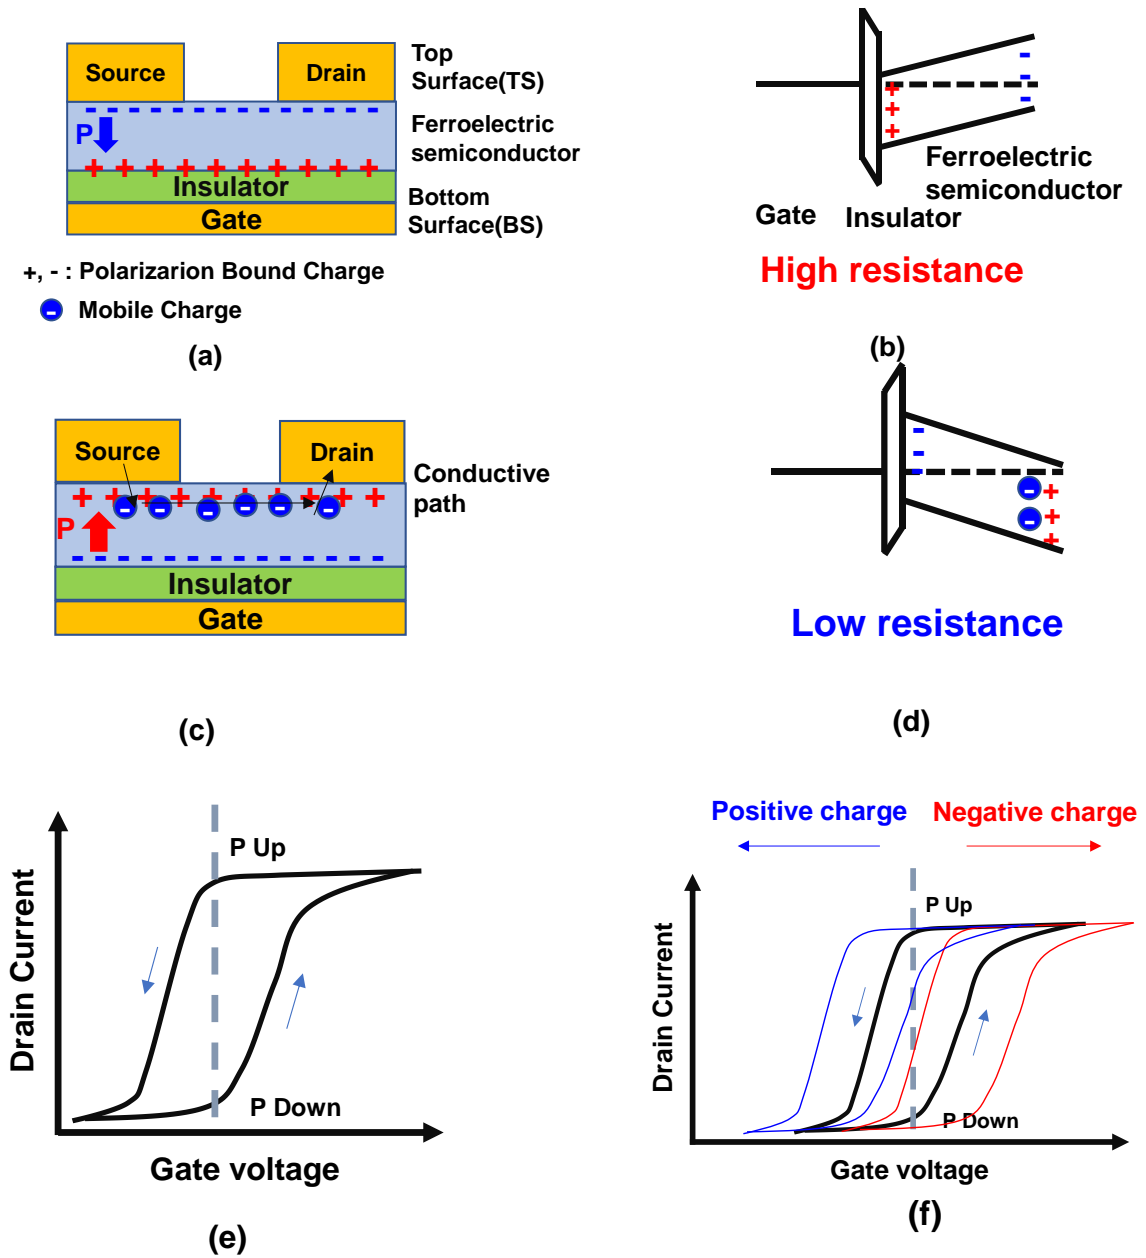 Source
Drain
Top
Surface(TS)
P
Ferroelectric
semiconductor
Insulator
Gate
Bottom
Surface(BS)
+, - : Polarizarion Bound Charge
- Mobile Charge
(a)
Ferroelectric
semiconductor
Gate
Insulator
High resistance
(b)
Source
Drain
Conductive
path
P
Insulator
Gate
(c)
Low resistance
(d)
P Up
P Down
Drain Current
Gate voltage
(e)
Positive charge
Negative charge
P Up
P Down
Drain Current
Gate voltage
(f)